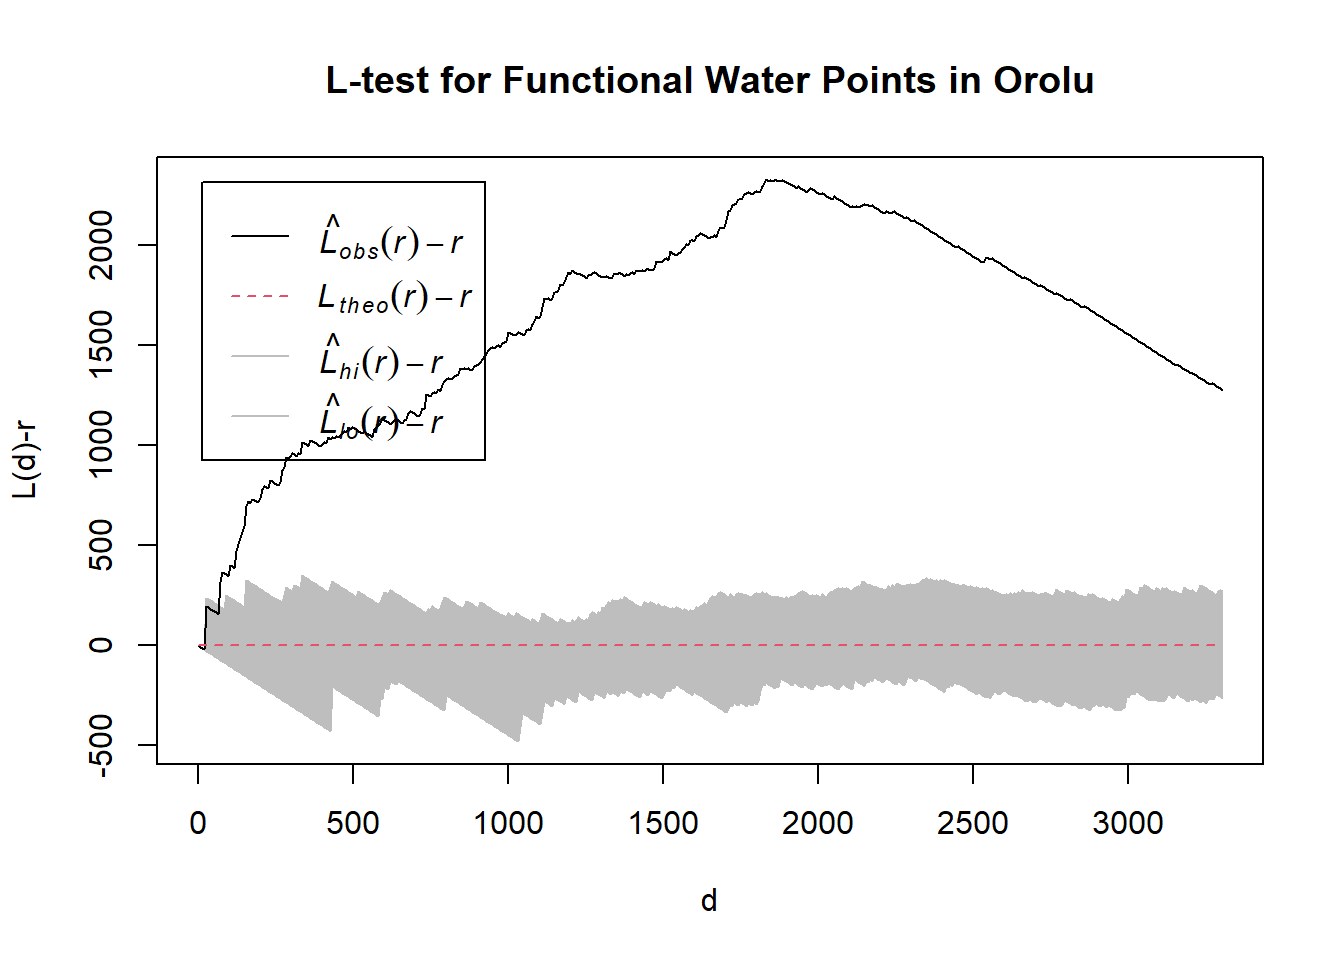 L-test for Functional Water Points in Orolu
L(d)-r
2000
1500
1000
500
0
-500
L̂obs(r) − r
Ltheo(r) − r
L̂hi(r) − r
L̂lo(r) − r
0 500 1000 1500 2000 2500 3000
d